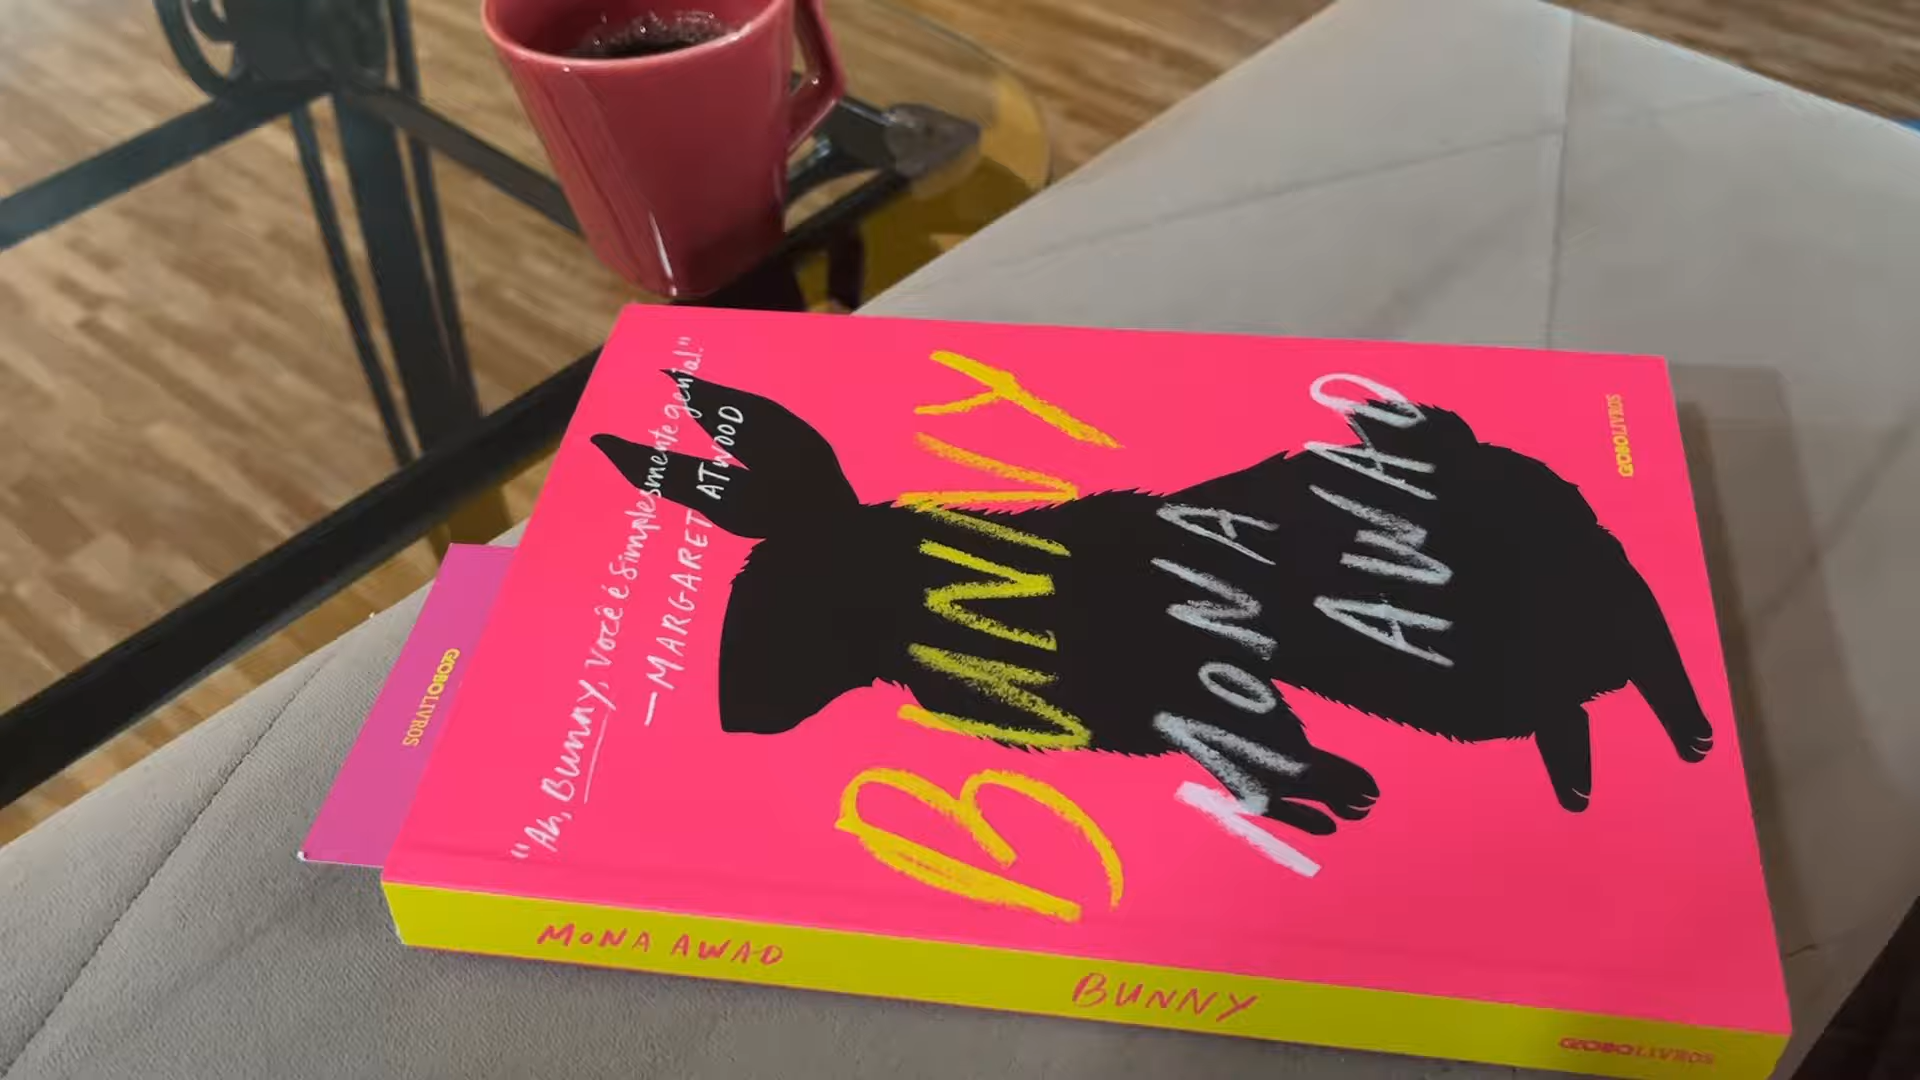 "Ah, Bunny, você é simplesmente genial."
— MARGARET ATWOOD
BUNNY
MONA
AWAD
GLOBOLIVROS
GLOBOLIVROS
MONA AWAD
BUNNY
GLOBOLIVROS